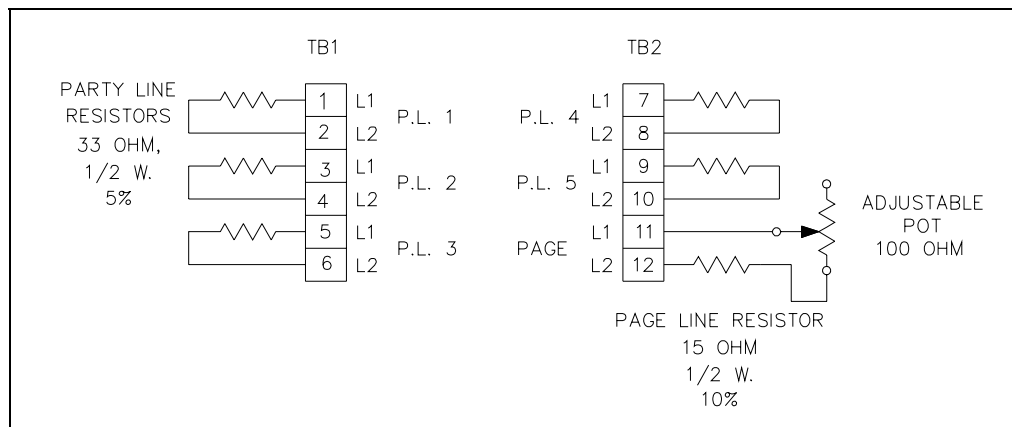 TB1
TB2
PARTY LINE
RESISTORS
33 OHM,
1/2 W.
5%
1 L1
2 L2
P.L. 1
3 L1
4 L2
P.L. 2
5 L1
6 L2
P.L. 3
P.L. 4
L1 7
L2 8
P.L. 5
L1 9
L2 10
PAGE
L1 11
L2 12
ADJUSTABLE
POT
100 OHM
PAGE LINE RESISTOR
15 OHM
1/2 W.
10%